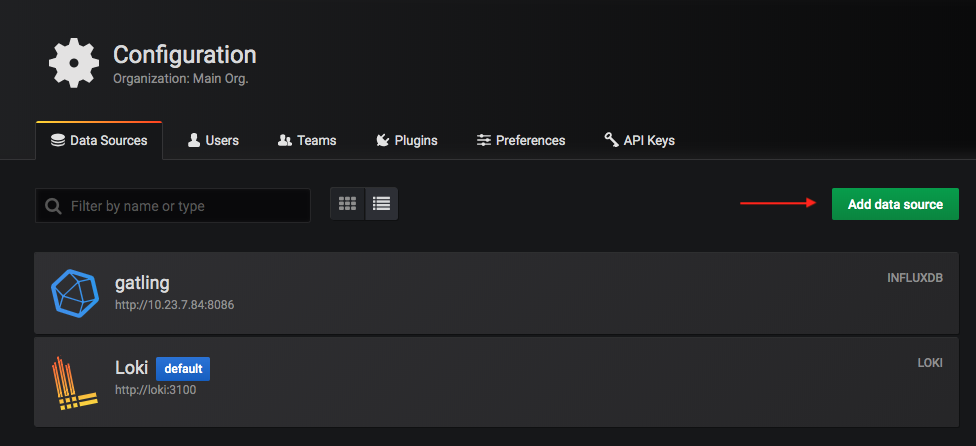 Configuration
Organization: Main Org.
Data Sources Users Teams Plugins Preferences API Keys
Filter by name or type Add data source
gatling INFLUXDB
http://10.23.7.84:8086
Loki default LOKI
http://loki:3100